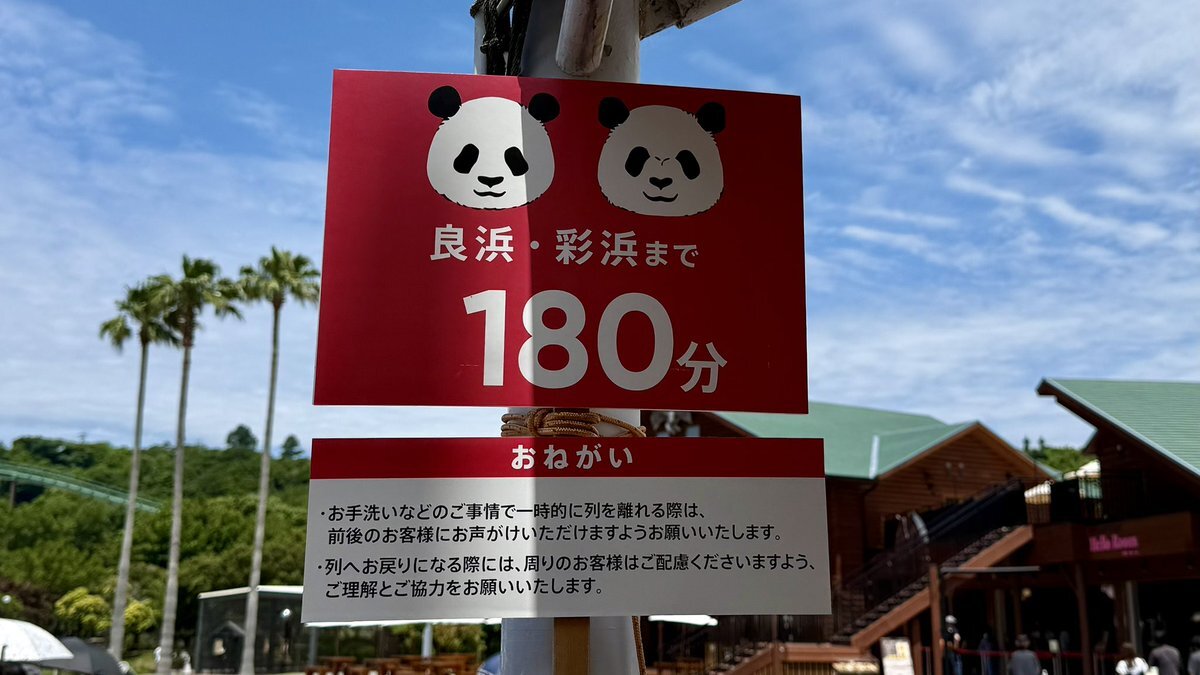 良浜・彩浜まで
180分
おねがい
・お手洗いなどのご事情で一時的に列を離れる際は、
前後のお客様にお声がけいただけますようお願いいたします。
・列へお戻りになる際には、周りのお客様はご配慮くださいますよう、
ご理解とご協力をお願いいたします。